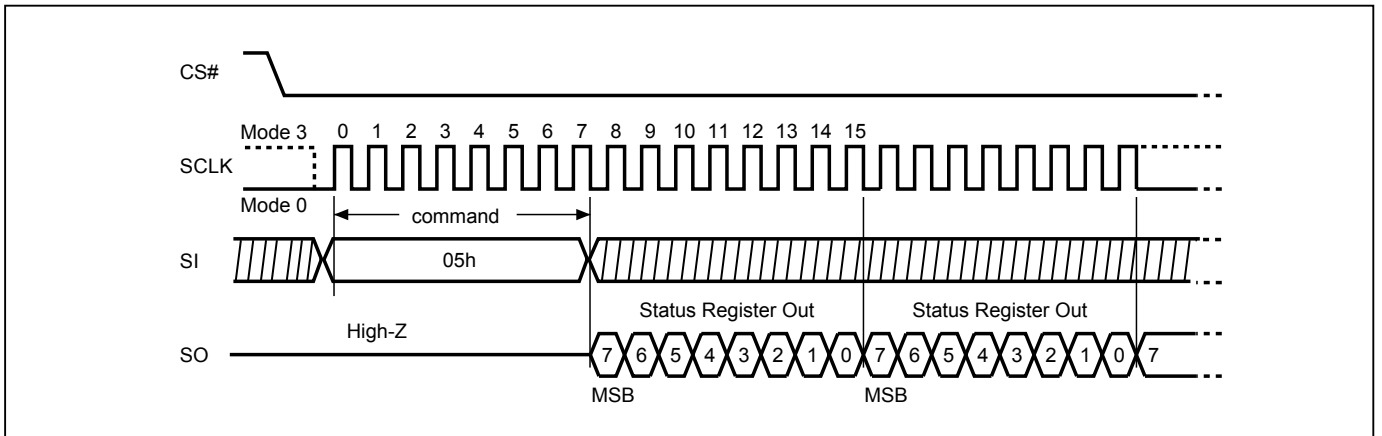 CS#
Mode 3 0 1 2 3 4 5 6 7 8 9 10 11 12 13 14 15
SCLK
Mode 0
command
SI
05h
Status Register Out Status Register Out
High-Z
SO
7 6 5 4 3 2 1 0 7 6 5 4 3 2 1 0 7
MSB MSB